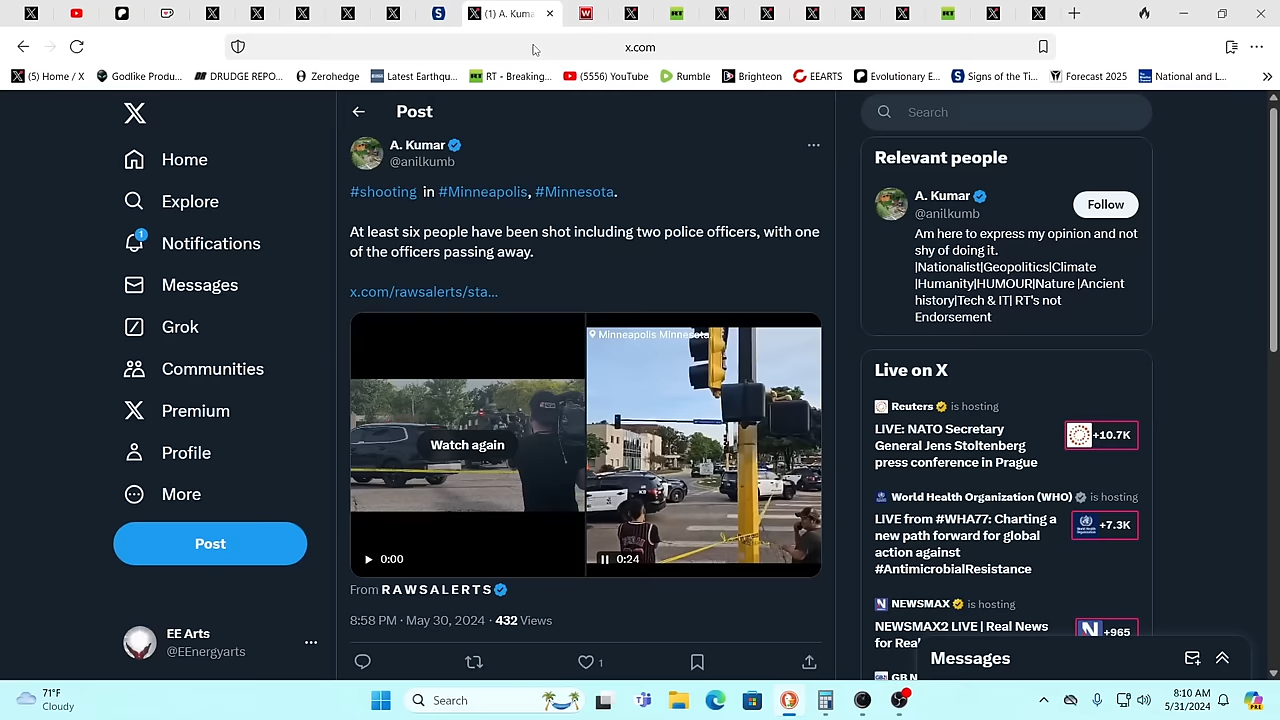 (1) A. Kuma
x.com
(5) Home / X
Godlike Produ...
DRUDGE REPO...
Zerohedge
Latest Earthqu...
RT - Breaking...
(5556) YouTube
Rumble
Brighteon
EEARTS
Evolutionary E...
Signs of the Ti...
Forecast 2025
National and L...
Home
Explore
1
Notifications
Messages
Grok
Communities
Premium
Profile
More
Post
EE Arts
@EEnergyarts
Post
A. Kumar
@anilkumb
#shooting in #Minneapolis, #Minnesota.
At least six people have been shot including two police officers, with one
of the officers passing away.
x.com/rawsalerts/sta...
Watch again
0:00
Minneapolis Minnesota
0:24
From RAWSALERTS
8:58 PM · May 30, 2024 · 432 Views
1
Search
Relevant people
A. Kumar
@anilkumb
Follow
Am here to express my opinion and not
shy of doing it.
|Nationalist|Geopolitics|Climate
|Humanity|HUMOUR|Nature |Ancient
history|Tech & IT| RT's not
Endorsement
Live on X
Reuters is hosting
LIVE: NATO Secretary
General Jens Stoltenberg
press conference in Prague
+10.7K
World Health Organization (WHO) is hosting
LIVE from #WHA77: Charting a
new path forward for global
action against
#AntimicrobialResistance
+7.3K
NEWSMAX is hosting
NEWSMAX2 LIVE | Real News
for Real
+965
GB N
Messages
71°F
Cloudy
Search
8:10 AM
5/31/2024
PRE